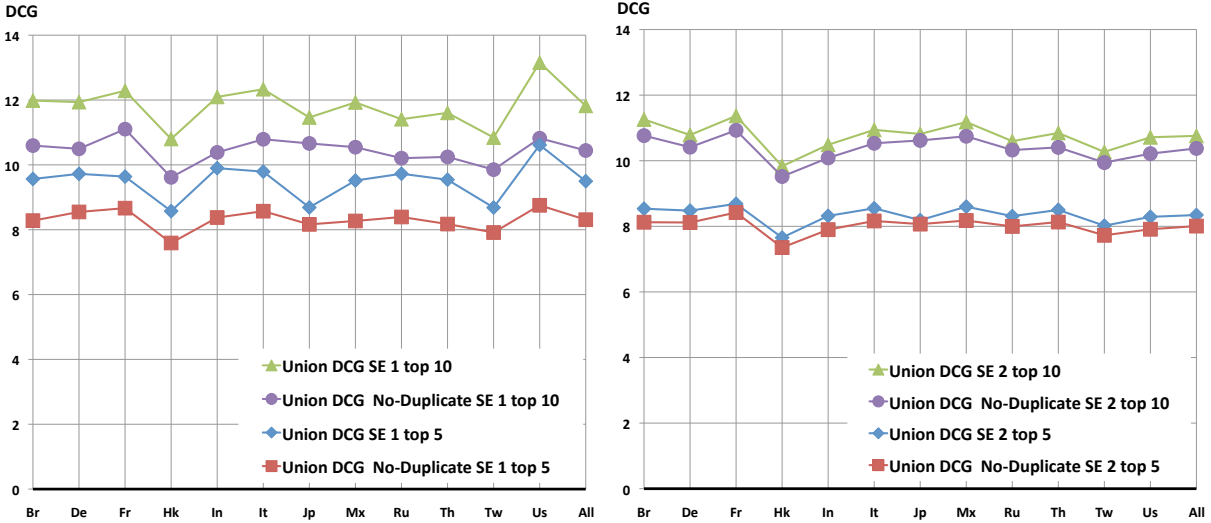 DCG
14
12
10
8
6
4
2
0
Union DCG SE 1 top 10
Union DCG No-Duplicate SE 1 top 10
Union DCG SE 1 top 5
Union DCG No-Duplicate SE 1 top 5
Br De Fr Hk In It Jp Mx Ru Th Tw Us All
DCG
14
12
10
8
6
4
2
0
Union DCG SE 2 top 10
Union DCG No-Duplicate SE 2 top 10
Union DCG SE 2 top 5
Union DCG No-Duplicate SE 2 top 5
Br De Fr Hk In It Jp Mx Ru Th Tw Us All